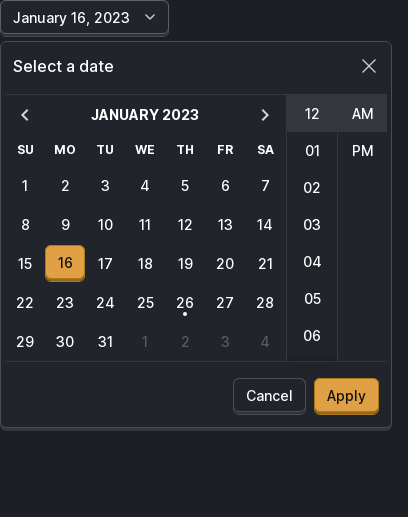 January 16, 2023
Select a date
JANUARY 2023
SU MO TU WE TH FR SA
1 2 3 4 5 6 7
8 9 10 11 12 13 14
15 16 17 18 19 20 21
22 23 24 25 26 27 28
29 30 31 1 2 3 4
12 AM
01 PM
02
03
04
05
06
Cancel Apply